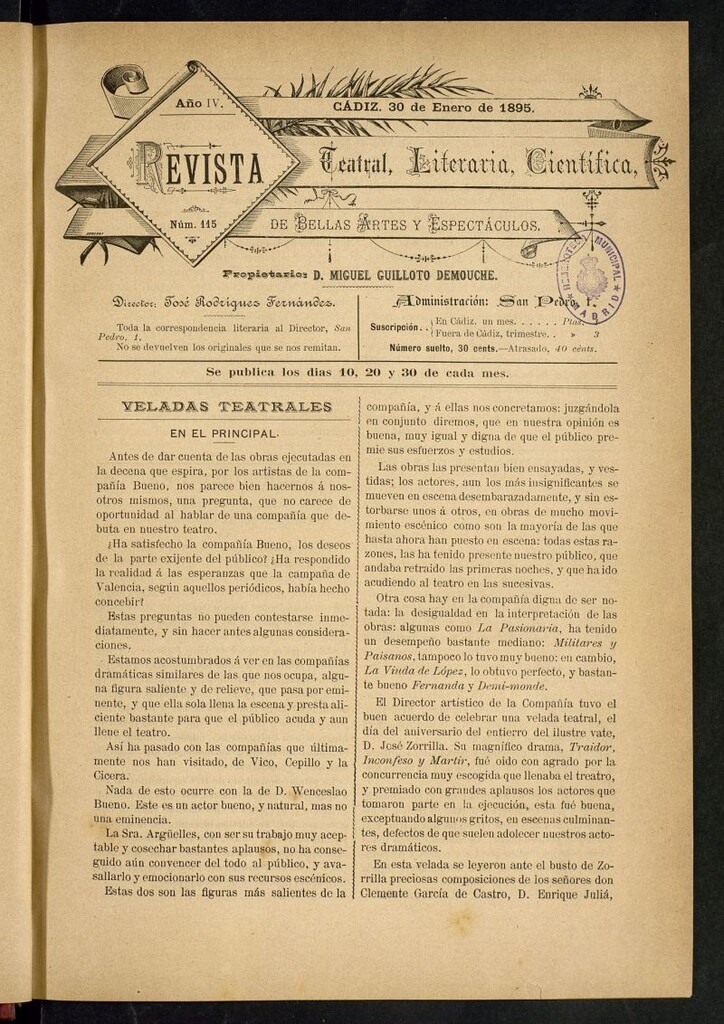 Año IV.
CÁDIZ. 30 de Enero de 1895.
REVISTA
Teatral, Literaria, Científica,
Núm. 115
DE BELLAS ARTES Y ESPECTÁCULOS.
HEMEROTECA MUNICIPAL
MADRID
Propietario: D. MIGUEL GUILLOTO DEMOUCHE.
Director: José Rodríguez Fernández.
Toda la correspondencia literaria al Director, San
Pedro, 1.
No se devuelven los originales que se nos remitan.
Administración: San Pedro, 1.
Suscripción.. En Cádiz, un mes. . . . . . Ptas.
Fuera de Cádiz, trimestre. . » 3
Número suelto, 30 cents.—Atrasado, 40 cents.
Se publica los dias 10, 20 y 30 de cada mes.
VELADAS TEATRALES
EN EL PRINCIPAL.
Antes de dar cuenta de las obras ejecutadas en
la decena que espira, por los artistas de la com-
pañía Bueno, nos parece bien hacernos á nos-
otros mismos, una pregunta, que no carece de
oportunidad al hablar de una compañía que de-
buta en nuestro teatro.
¿Ha satisfecho la compañía Bueno, los deseos
de la parte exijente del público? ¿Ha respondido
la realidad á las esperanzas que la campaña de
Valencia, según aquellos periódicos, había hecho
concebir?
Estas preguntas no pueden contestarse inme-
diatamente, y sin hacer antes algunas considera-
ciones.
Estamos acostumbrados á ver en las compañías
dramáticas similares de las que nos ocupa, algu-
na figura saliente y de relieve, que pasa por emi-
nente, y que ella sola llena la escena y presta ali-
ciente bastante para que el público acuda y aun
llene el teatro.
Así ha pasado con las compañías que última-
mente nos han visitado, de Vico, Cepillo y la
Cicera.
Nada de esto ocurre con la de D. Wenceslao
Bueno. Este es un actor bueno, y natural, mas no
una eminencia.
La Sra. Argüelles, con ser su trabajo muy acep-
table y cosechar bastantes aplausos, no ha conse-
guido aún convencer del todo al público, y ava-
sallarlo y emocionarlo con sus recursos escénicos.
Estas dos son las figuras más salientes de la
compañía, y á ellas nos concretamos: juzgándola
en conjunto diremos, que en nuestra opinión es
buena, muy igual y digna de que el público pre-
mie sus esfuerzos y estudios.
Las obras las presentan bien ensayadas, y ves-
tidas; los actores, aun los más insignificantes se
mueven en escena desembarazadamente, y sin es-
torbarse unos á otros, en obras de mucho movi-
miento escénico como son la mayoría de las que
hasta ahora han puesto en escena: todas estas ra-
zones, las ha tenido presente nuestro público, que
andaba retraido las primeras noches, y que ha ido
acudiendo al teatro en las sucesivas.
Otra cosa hay en la compañía digna de ser no-
tada: la desigualdad en la interpretación de las
obras: algunas como La Pasionaria, ha tenido
un desempeño bastante mediano: Militares y
Paisanos, tampoco lo tuvo muy bueno: en cambio,
La Viuda de López, lo obtuvo perfecto, y bastan-
te bueno Fernanda y Demi-monde.
El Director artístico de la Compañía tuvo el
buen acuerdo de celebrar una velada teatral, el
día del aniversario del entierro del ilustre vate,
D. José Zorrilla. Su magnífico drama, Traidor,
Inconfeso y Martir, fué oido con agrado por la
concurrencia muy escogida que llenaba el treatro,
y premiado con grandes aplausos los actores que
tomaron parte en la ejecución, esta fué buena,
exceptuando algunos gritos, en escenas culminan-
tes, defectos de que suelen adolecer nuestros acto-
res dramáticos.
En esta velada se leyeron ante el busto de Zo-
rrilla preciosas composiciones de los señores don
Clemente García de Castro, D. Enrique Juliá,